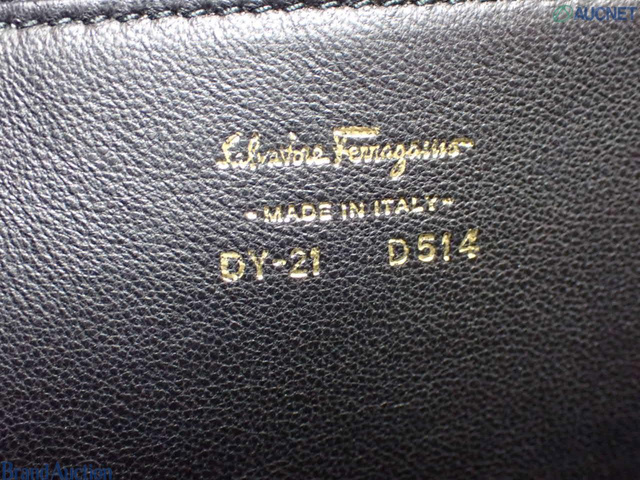 AUCNET
Salvatore Ferragamo
- MADE IN ITALY -
DY-21 D514
Brand Auction